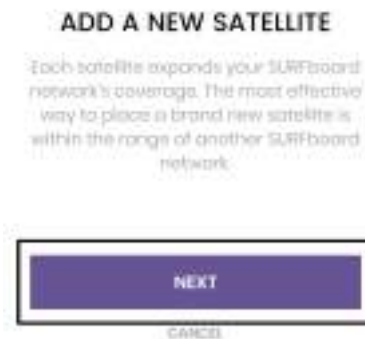 ADD A NEW SATELLITE
Each satellite expands your SURFboard
network's coverage. The most effective
way to place a brand new satellite is
within the range of another SURFboard
network.
NEXT
CANCEL